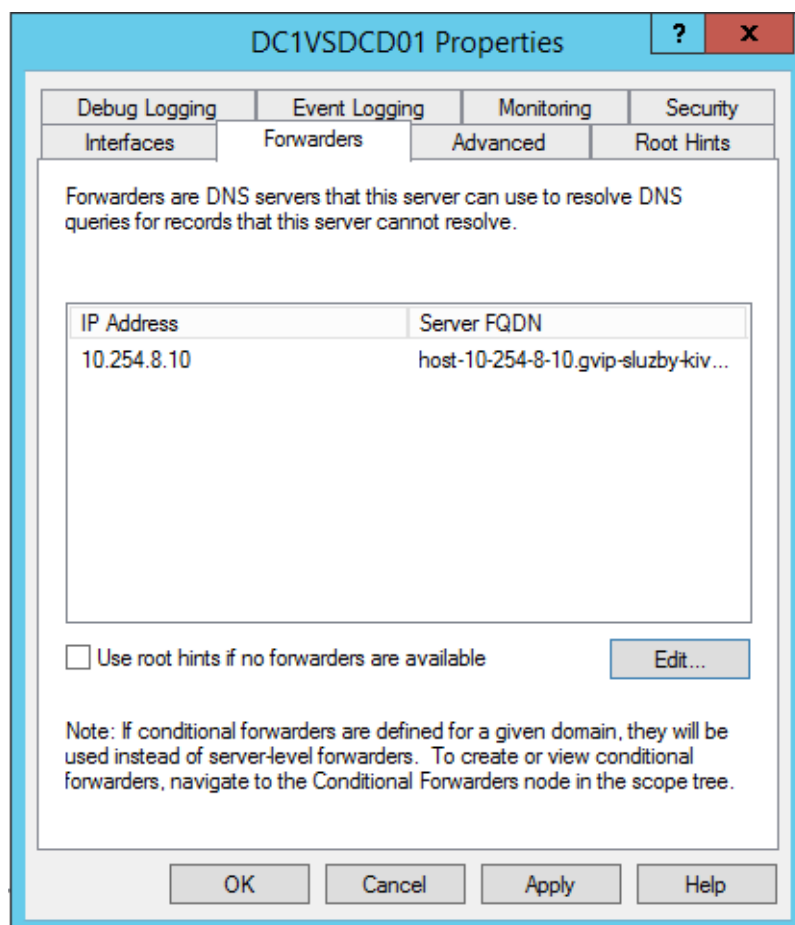 DC1VSDCD01 Properties
?
x
Debug Logging
Event Logging
Monitoring
Security
Interfaces
Forwarders
Advanced
Root Hints
Forwarders are DNS servers that this server can use to resolve DNS
queries for records that this server cannot resolve.
IP Address
Server FQDN
10.254.8.10
host-10-254-8-10.gvip-sluzby-kiv...
Use root hints if no forwarders are available
Edit...
Note: If conditional forwarders are defined for a given domain, they will be
used instead of server-level forwarders.  To create or view conditional
forwarders, navigate to the Conditional Forwarders node in the scope tree.
OK
Cancel
Apply
Help